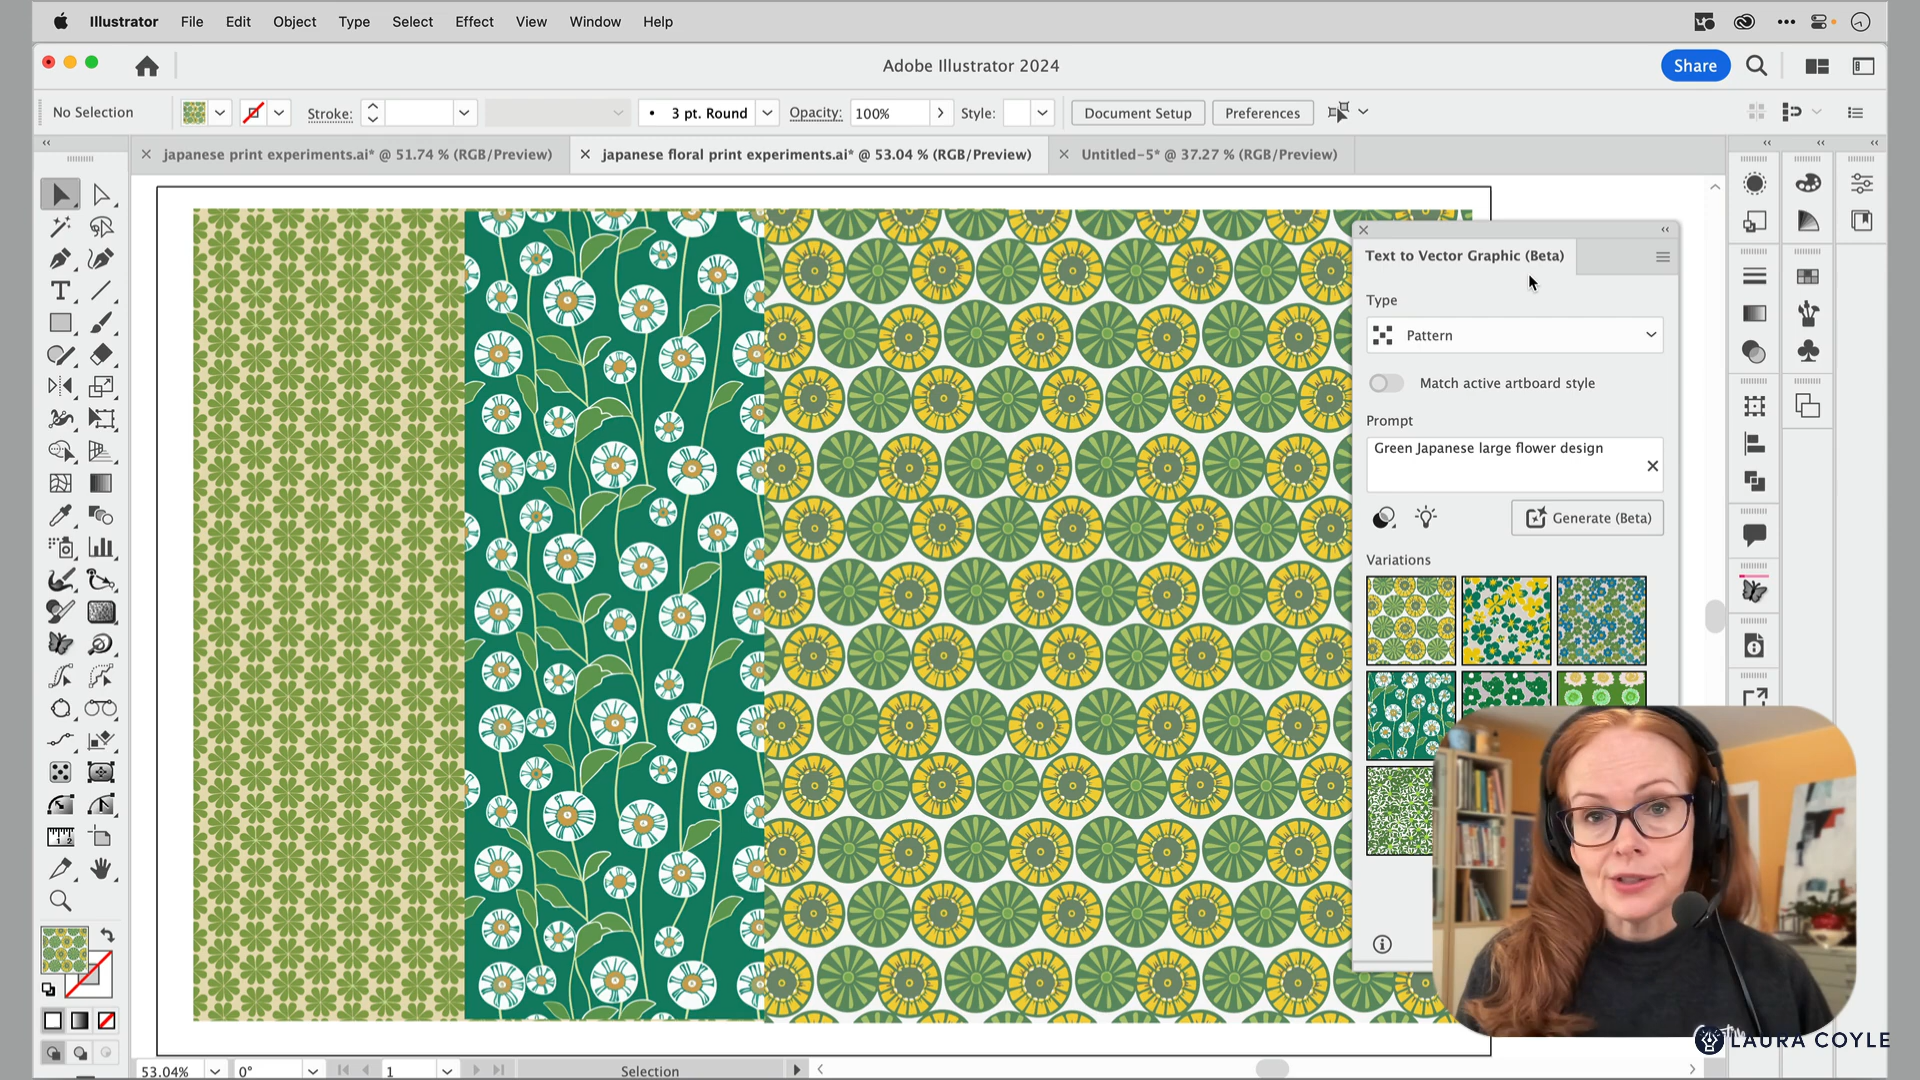 Illustrator File Edit Object Type Select Effect View Window Help
Adobe Illustrator 2024
Share
No Selection
Stroke:
3 pt. Round
Opacity:
100%
Style:
Document Setup
Preferences
japanese print experiments.ai* @ 51.74 % (RGB/Preview)
japanese floral print experiments.ai* @ 53.04 % (RGB/Preview)
Untitled-5* @ 37.27 % (RGB/Preview)
Text to Vector Graphic (Beta)
Type
Pattern
Match active artboard style
Prompt
Green Japanese large flower design
Generate (Beta)
Variations
LAURA COYLE
53.04%
0°
1
Selection